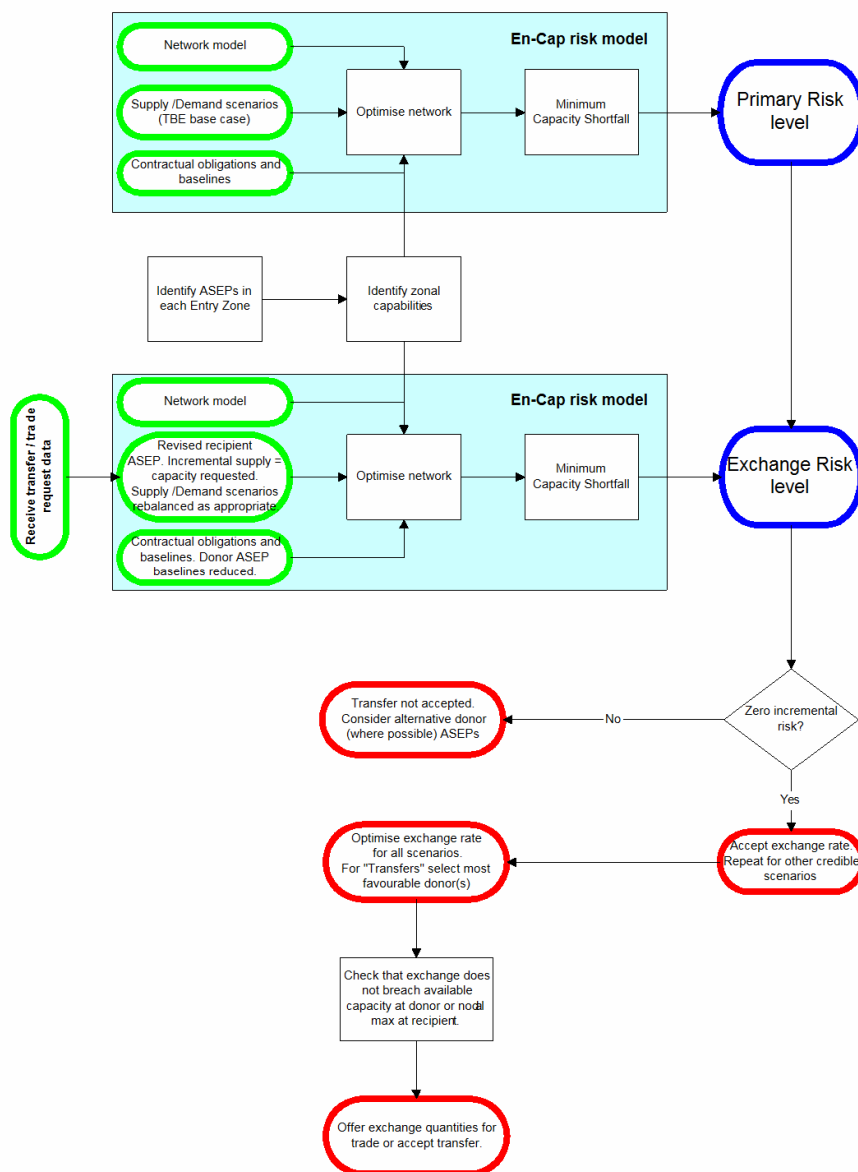 En-Cap risk model
Network model
Supply /Demand scenarios
(TBE base case)
Contractual obligations and
baselines
Optimise network
Minimum
Capacity Shortfall
Primary Risk
level
Identify ASEPs in
each Entry Zone
Identify zonal
capabilities
En-Cap risk model
Receive transfer / trade
request data
Network model
Revised recipient
ASEP. Incremental supply =
capacity requested.
Supply /Demand scenarios
rebalanced as appropriate
Contractual obligations and
baselines. Donor ASEP
baselines reduced.
Optimise network
Minimum
Capacity Shortfall
Exchange Risk
level
Zero incremental
risk?
No
Transfer not accepted.
Consider alternative donor
(where possible) ASEPs
Yes
Accept exchange rate.
Repeat for other credible
scenarios
Optimise exchange rate
for all scenarios.
For "Transfers" select most
favourable donor(s)
Check that exchange does
not breach available
capacity at donor or nodal
max at recipient.
Offer exchange quantities for
trade or accept transfer.